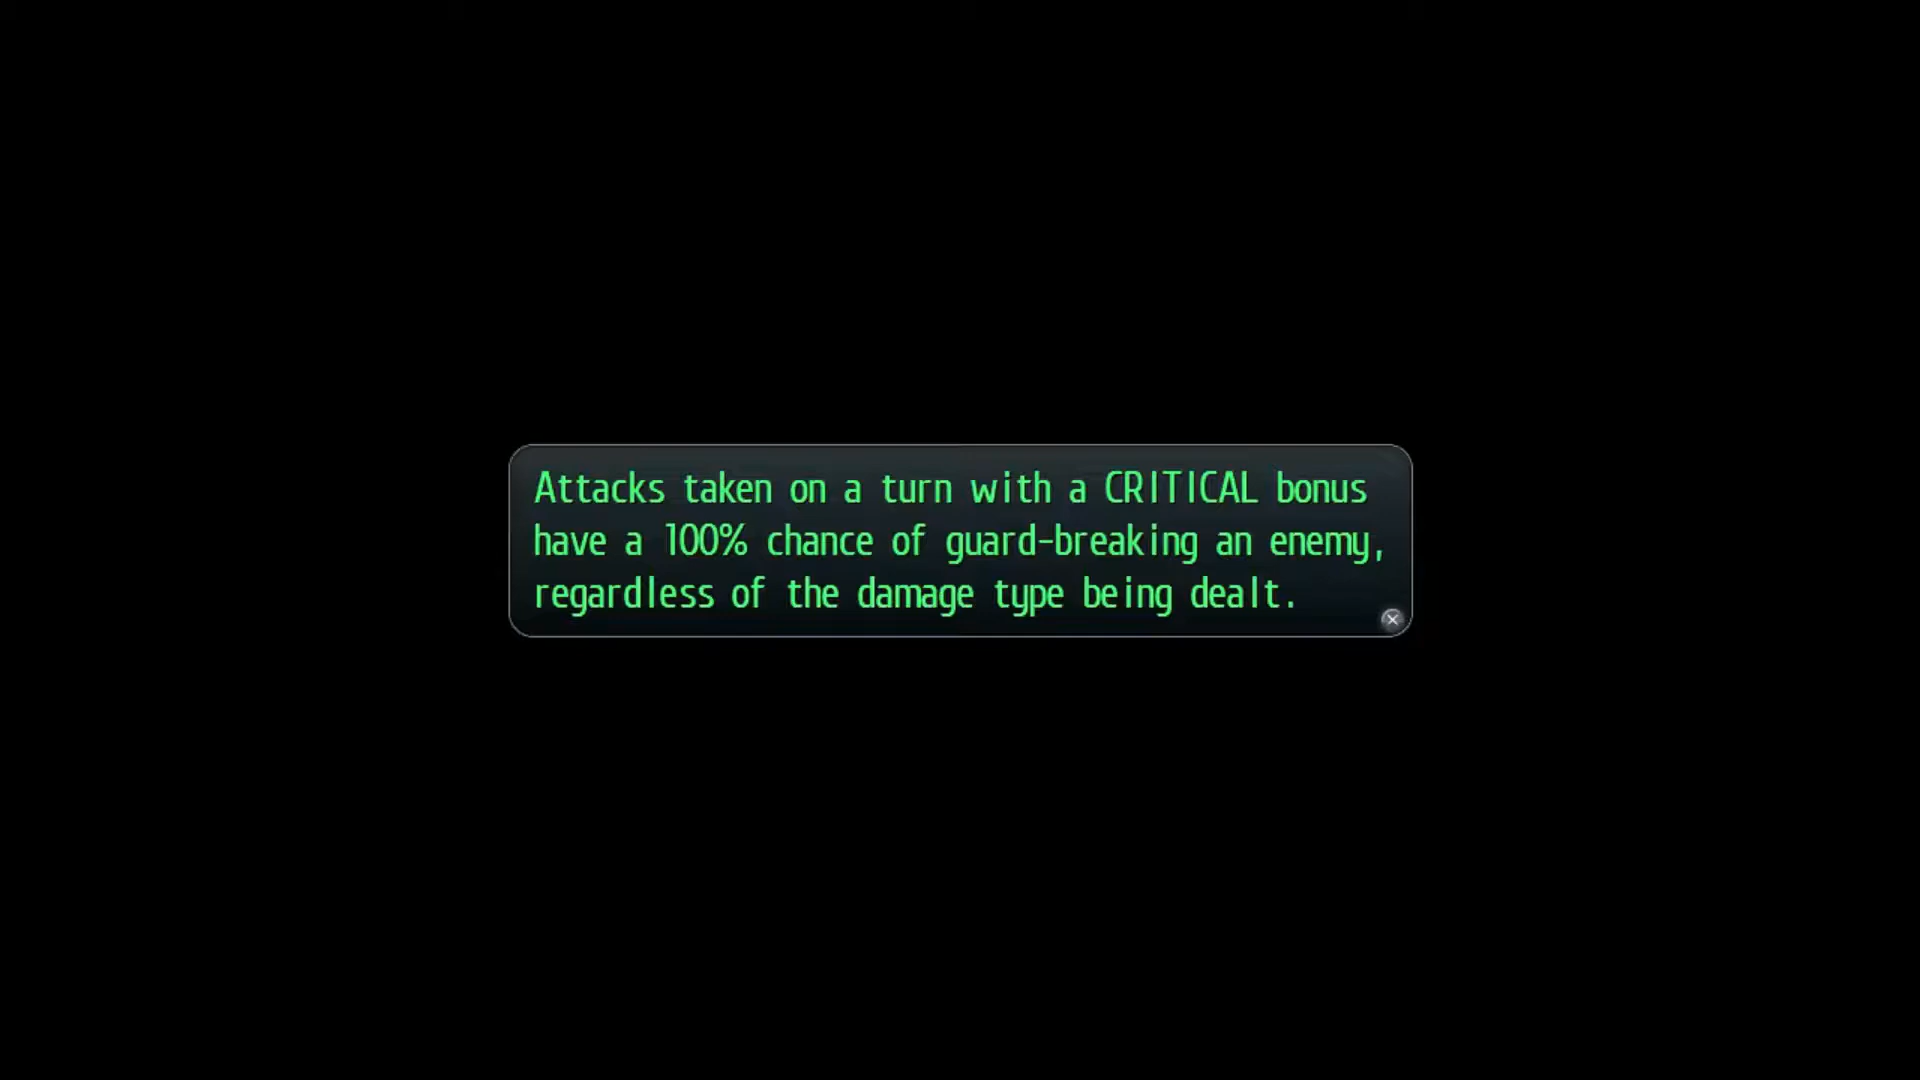 Attacks taken on a turn with a CRITICAL bonus
have a 100% chance of guard-breaking an enemy,
regardless of the damage type being dealt.